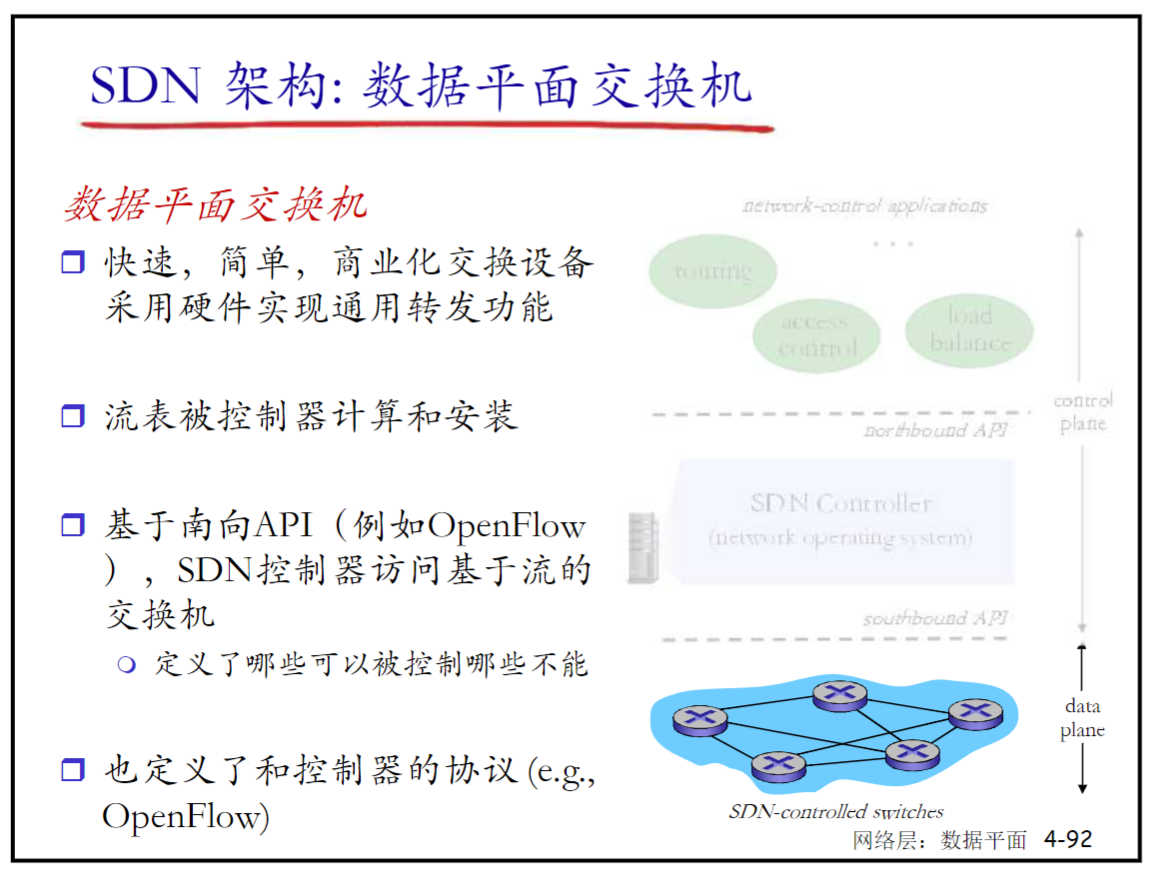 SDN 架构: 数据平面交换机
数据平面交换机
快速，简单，商业化交换设备
采用硬件实现通用转发功能
流表被控制器计算和安装
基于南向API（例如OpenFlow
），SDN控制器访问基于流的
交换机
定义了哪些可以被控制哪些不能
也定义了和控制器的协议 (e.g.,
OpenFlow)
network-control applications
...
routing
access
control
load
balance
control
plane
northbound API
SDN Controller
(network operating system)
southbound API
data
plane
SDN-controlled switches
网络层：数据平面 4-92